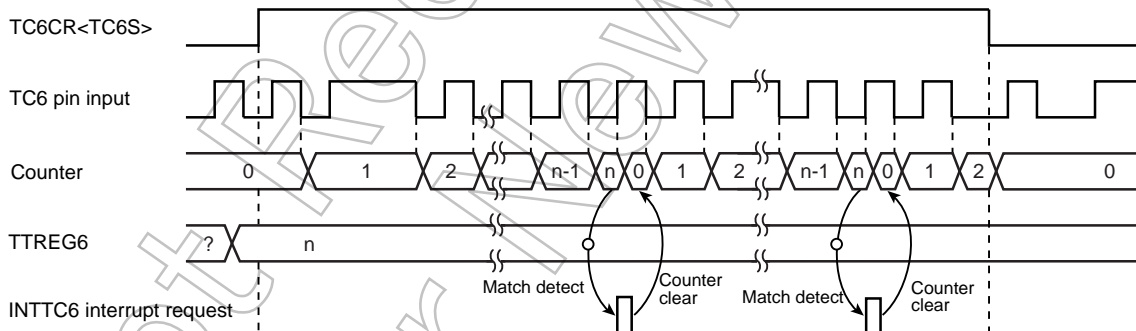 TC6CR<TC6S>
TC6 pin input
Counter 0 1 2 n-1 n 0 1 2 n-1 n 0 1 2 0
TTREG6 ? n
Match detect Counter clear Match detect Counter clear
INTTC6 interrupt request